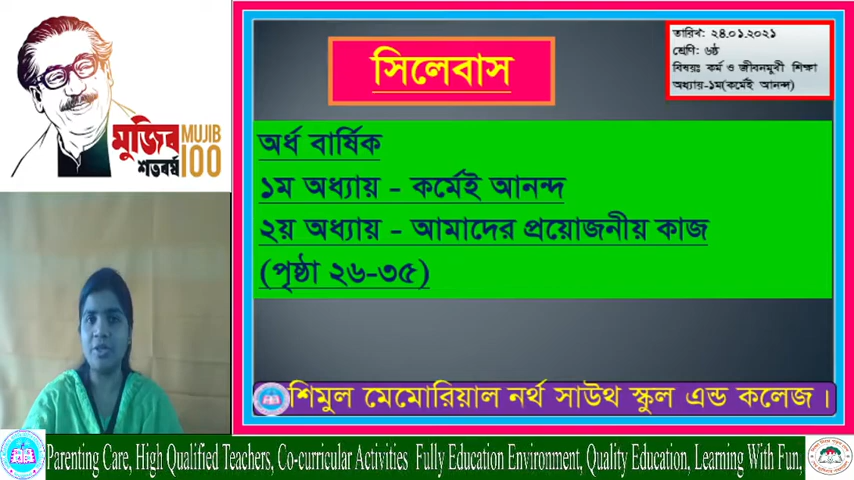 মুজিব
শতবর্ষ
MUJIB
100
সিলেবাস
তারিখ: ২৪.০১.২০২১
শ্রেণি: ৬ষ্ঠ
বিষয়ঃ কর্ম ও জীবনমুখী শিক্ষা
অধ্যায়-১ম(কর্মেই আনন্দ)
অর্ধ বার্ষিক
১ম অধ্যায় - কর্মেই আনন্দ
২য় অধ্যায় - আমাদের প্রয়োজনীয় কাজ
(পৃষ্ঠা ২৬-৩৫)
শিমুল মেমোরিয়াল নর্থ সাউথ স্কুল এন্ড কলেজ।
Parenting Care, High Qualified Teachers, Co-curricular Activities Fully Education Environment, Quality Education, Learning With Fun,